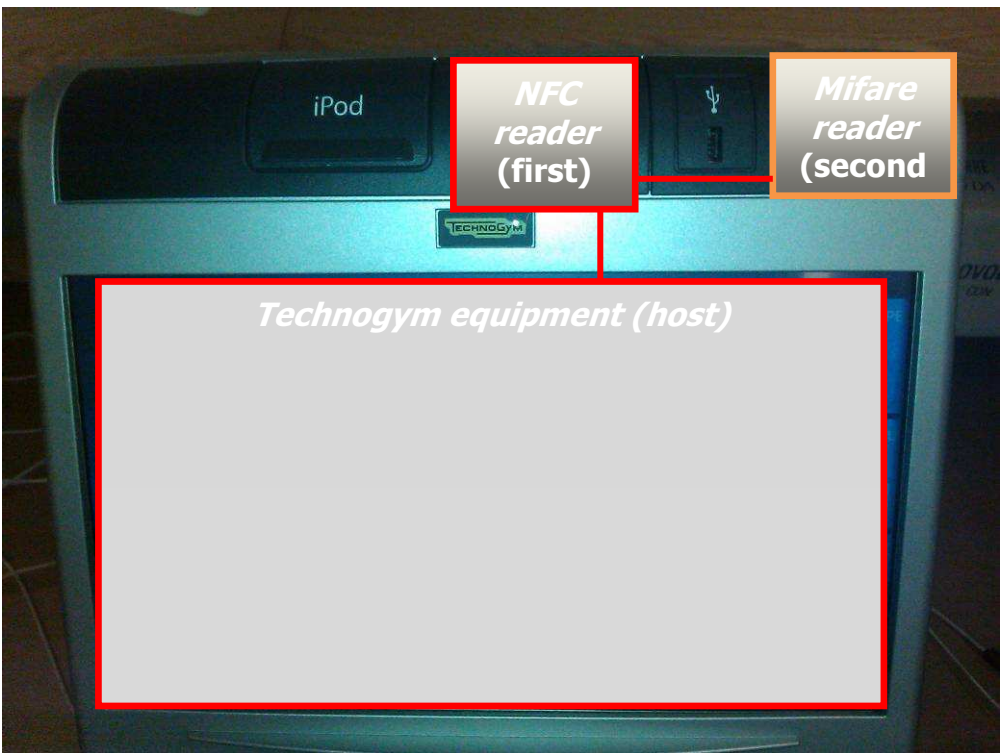 iPod
NFC
reader
(first)
Mifare
reader
(second
TECHNOGYM
Technogym equipment (host)